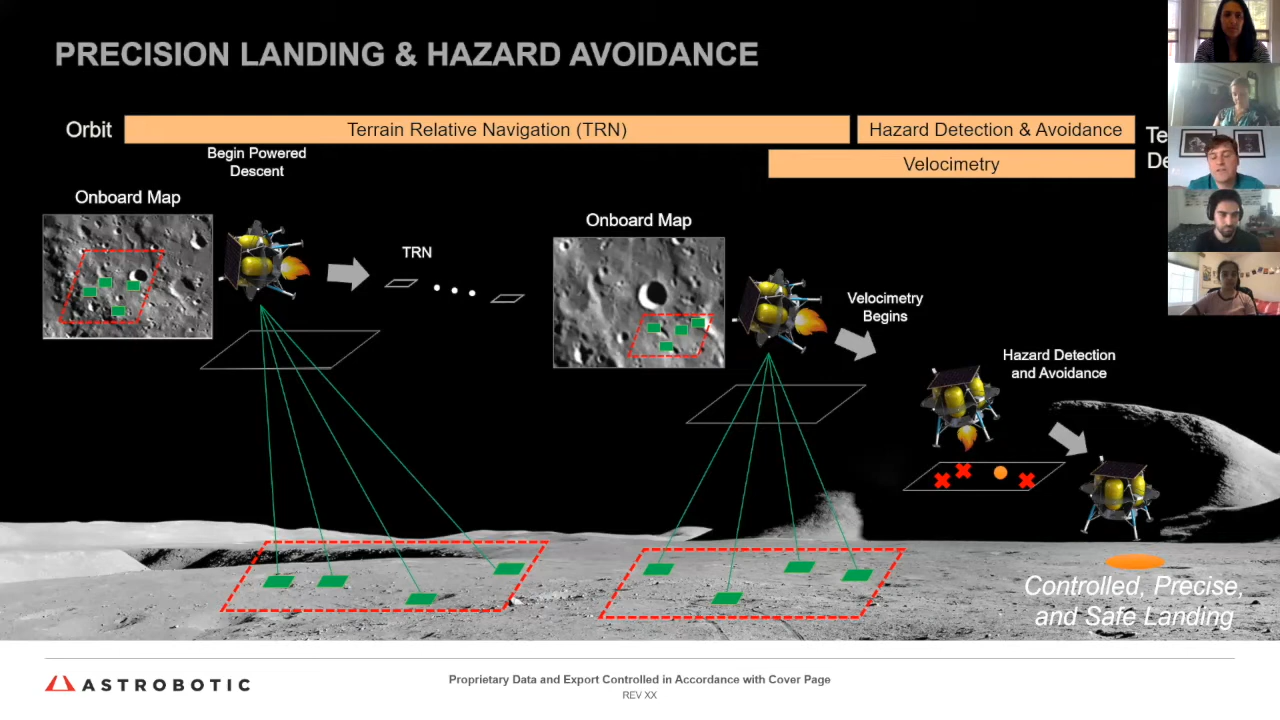 PRECISION LANDING & HAZARD AVOIDANCE
Orbit
Terrain Relative Navigation (TRN)
Hazard Detection & Avoidance
Velocimetry
Begin Powered
Descent
Onboard Map
TRN
Onboard Map
Velocimetry
Begins
Hazard Detection
and Avoidance
Controlled, Precise,
and Safe Landing
ASTROBOTIC
Proprietary Data and Export Controlled in Accordance with Cover Page
REV XX